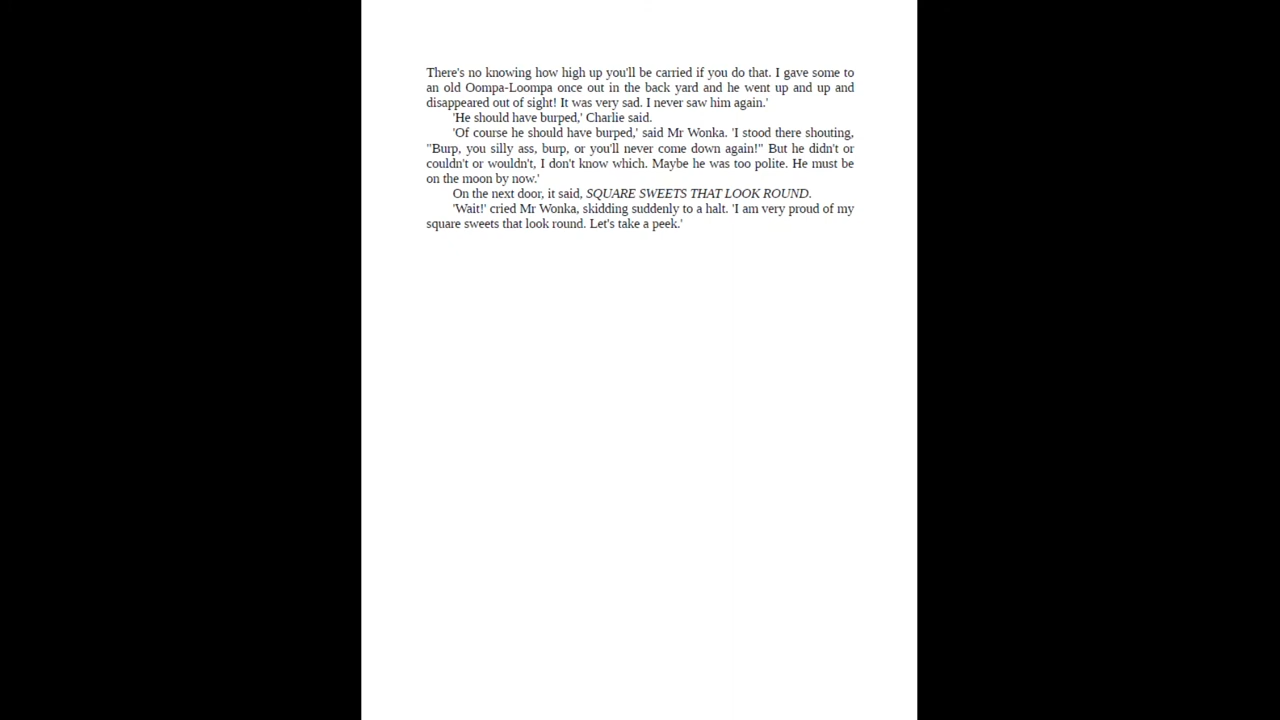 There's no knowing how high up you'll be carried if you do that. I gave some to
an old Oompa-Loompa once out in the back yard and he went up and up and
disappeared out of sight! It was very sad. I never saw him again.'
'He should have burped,' Charlie said.
'Of course he should have burped,' said Mr Wonka. 'I stood there shouting,
"Burp, you silly ass, burp, or you'll never come down again!" But he didn't or
couldn't or wouldn't, I don't know which. Maybe he was too polite. He must be
on the moon by now.'
On the next door, it said, SQUARE SWEETS THAT LOOK ROUND.
'Wait!' cried Mr Wonka, skidding suddenly to a halt. 'I am very proud of my
square sweets that look round. Let's take a peek.'